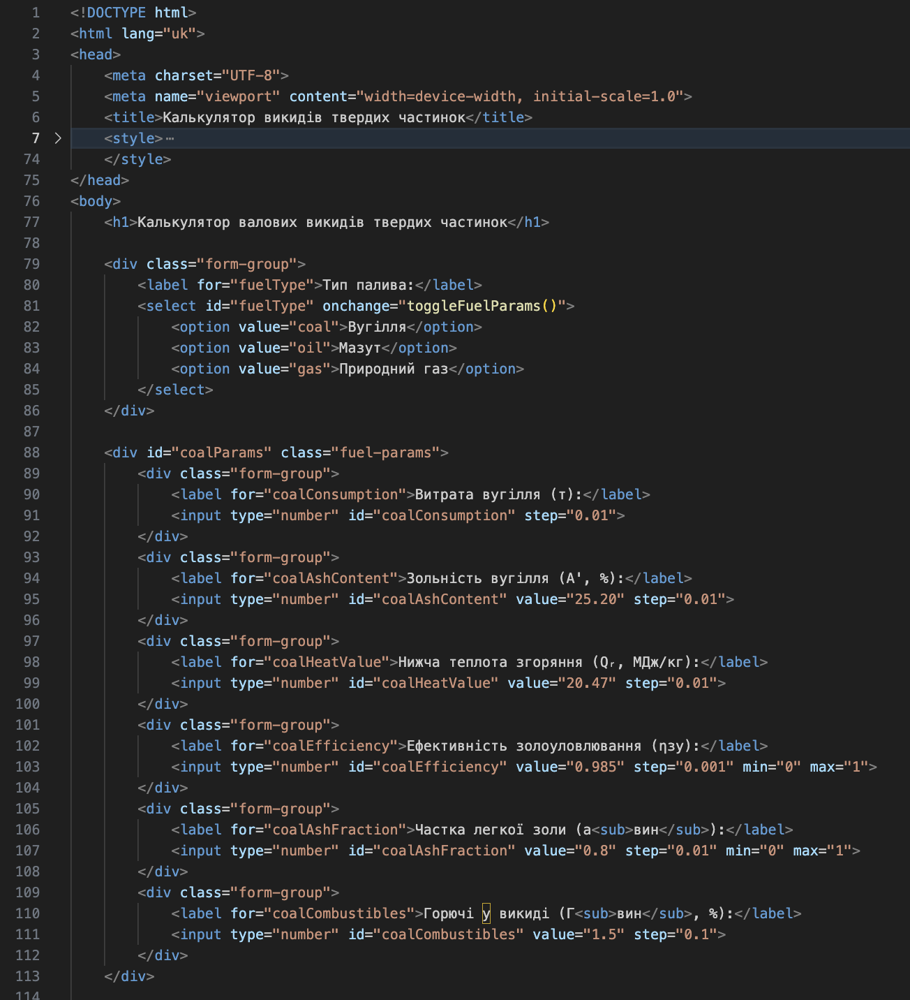 1 <!DOCTYPE html>
2 <html lang="uk">
3 <head>
4 <meta charset="UTF-8">
5 <meta name="viewport" content="width=device-width, initial-scale=1.0">
6 <title>Калькулятор викидів твердих частинок</title>
7 > <style>⋯
74 </style>
75 </head>
76 <body>
77 <h1>Калькулятор валових викидів твердих частинок</h1>
78
79 <div class="form-group">
80 <label for="fuelType">Тип палива:</label>
81 <select id="fuelType" onchange="toggleFuelParams()">
82 <option value="coal">Вугілля</option>
83 <option value="oil">Мазут</option>
84 <option value="gas">Природний газ</option>
85 </select>
86 </div>
87
88 <div id="coalParams" class="fuel-params">
89 <div class="form-group">
90 <label for="coalConsumption">Витрата вугілля (т):</label>
91 <input type="number" id="coalConsumption" step="0.01">
92 </div>
93 <div class="form-group">
94 <label for="coalAshContent">Зольність вугілля (A', %):</label>
95 <input type="number" id="coalAshContent" value="25.20" step="0.01">
96 </div>
97 <div class="form-group">
98 <label for="coalHeatValue">Нижча теплота згоряння (Qᵣ, МДж/кг):</label>
99 <input type="number" id="coalHeatValue" value="20.47" step="0.01">
100 </div>
101 <div class="form-group">
102 <label for="coalEfficiency">Ефективність золоуловлювання (ηзу):</label>
103 <input type="number" id="coalEfficiency" value="0.985" step="0.001" min="0" max="1">
104 </div>
105 <div class="form-group">
106 <label for="coalAshFraction">Частка легкої золи (a<sub>вин</sub>):</label>
107 <input type="number" id="coalAshFraction" value="0.8" step="0.01" min="0" max="1">
108 </div>
109 <div class="form-group">
110 <label for="coalCombustibles">Горючі у викиді (Г<sub>вин</sub>, %):</label>
111 <input type="number" id="coalCombustibles" value="1.5" step="0.1">
112 </div>
113 </div>
114